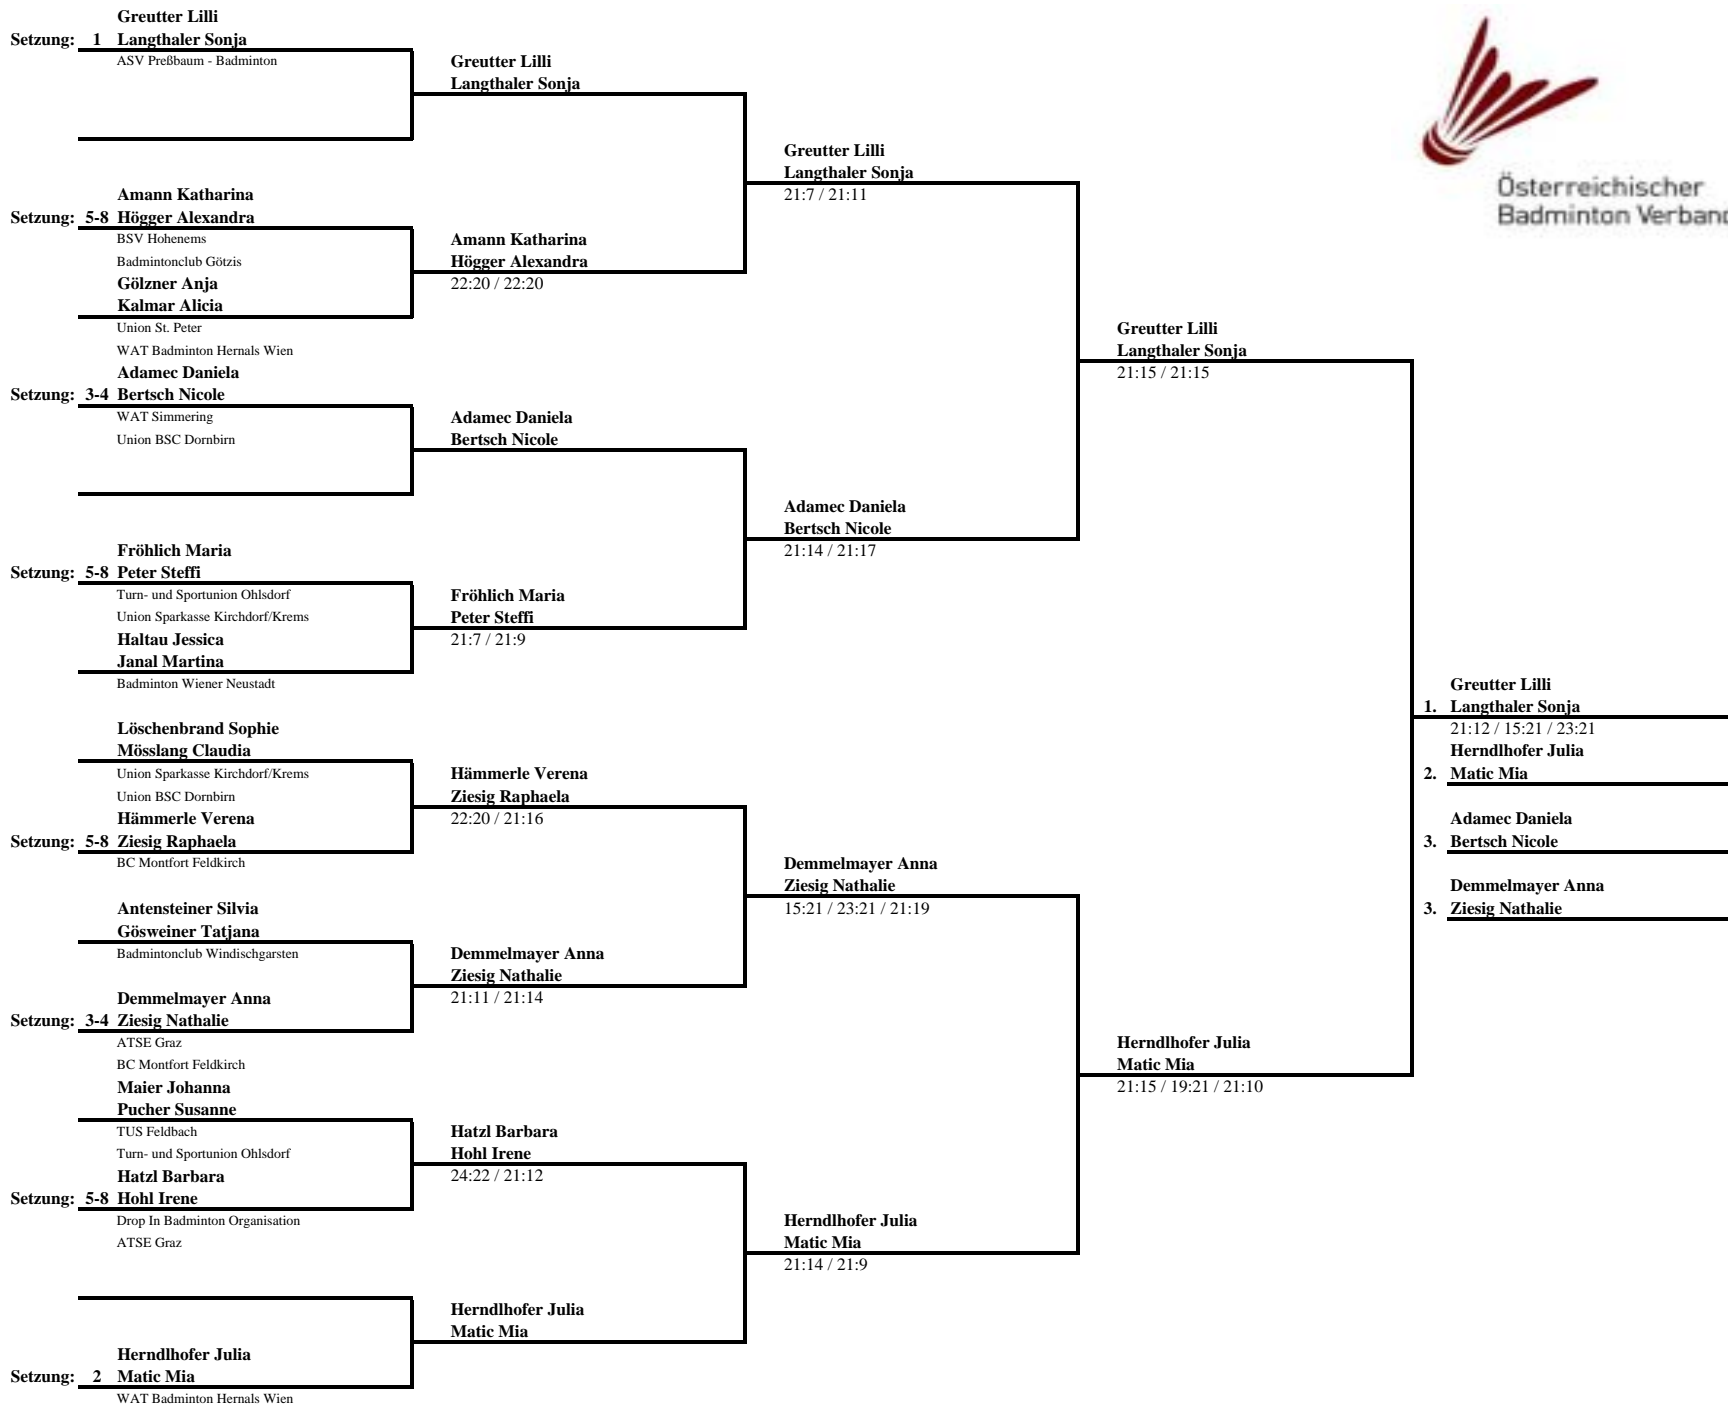 Greutter Lilli
Setzung: 1 Langthaler Sonja
ASV Preßbaum - Badminton
Amann Katharina
Setzung: 5-8 Högger Alexandra
BSV Hohenems
Badmintonclub Götzis
Gölzner Anja
Kalmar Alicia
Union St. Peter
WAT Badminton Hernals Wien
Adamec Daniela
Setzung: 3-4 Bertsch Nicole
WAT Simmering
Union BSC Dornbirn
Fröhlich Maria
Setzung: 5-8 Peter Steffi
Turn- und Sportunion Ohlsdorf
Union Sparkasse Kirchdorf/Krems
Haltau Jessica
Janal Martina
Badminton Wiener Neustadt
Löschenbrand Sophie
Mösslang Claudia
Union Sparkasse Kirchdorf/Krems
Union BSC Dornbirn
Hämmerle Verena
Setzung: 5-8 Ziesig Raphaela
BC Montfort Feldkirch
Antensteiner Silvia
Gösweiner Tatjana
Badmintonclub Windischgarsten
Demmelmayer Anna
Setzung: 3-4 Ziesig Nathalie
ATSE Graz
BC Montfort Feldkirch
Maier Johanna
Pucher Susanne
TUS Feldbach
Turn- und Sportunion Ohlsdorf
Hatzl Barbara
Setzung: 5-8 Hohl Irene
Drop In Badminton Organisation
ATSE Graz
Herndlhofer Julia
Setzung: 2 Matic Mia
WAT Badminton Hernals Wien
Greutter Lilli
Langthaler Sonja
Amann Katharina
Högger Alexandra
22:20 / 22:20
Adamec Daniela
Bertsch Nicole
Fröhlich Maria
Peter Steffi
21:7 / 21:9
Hämmerle Verena
Ziesig Raphaela
22:20 / 21:16
Demmelmayer Anna
Ziesig Nathalie
21:11 / 21:14
Hatzl Barbara
Hohl Irene
24:22 / 21:12
Herndlhofer Julia
Matic Mia
Greutter Lilli
Langthaler Sonja
21:7 / 21:11
Adamec Daniela
Bertsch Nicole
21:14 / 21:17
Demmelmayer Anna
Ziesig Nathalie
15:21 / 23:21 / 21:19
Herndlhofer Julia
Matic Mia
21:14 / 21:9
Greutter Lilli
Langthaler Sonja
21:15 / 21:15
Herndlhofer Julia
Matic Mia
21:15 / 19:21 / 21:10
Österreichischer
Badminton Verband
Greutter Lilli
1. Langthaler Sonja
21:12 / 15:21 / 23:21
Herndlhofer Julia
2. Matic Mia
Adamec Daniela
3. Bertsch Nicole
Demmelmayer Anna
3. Ziesig Nathalie